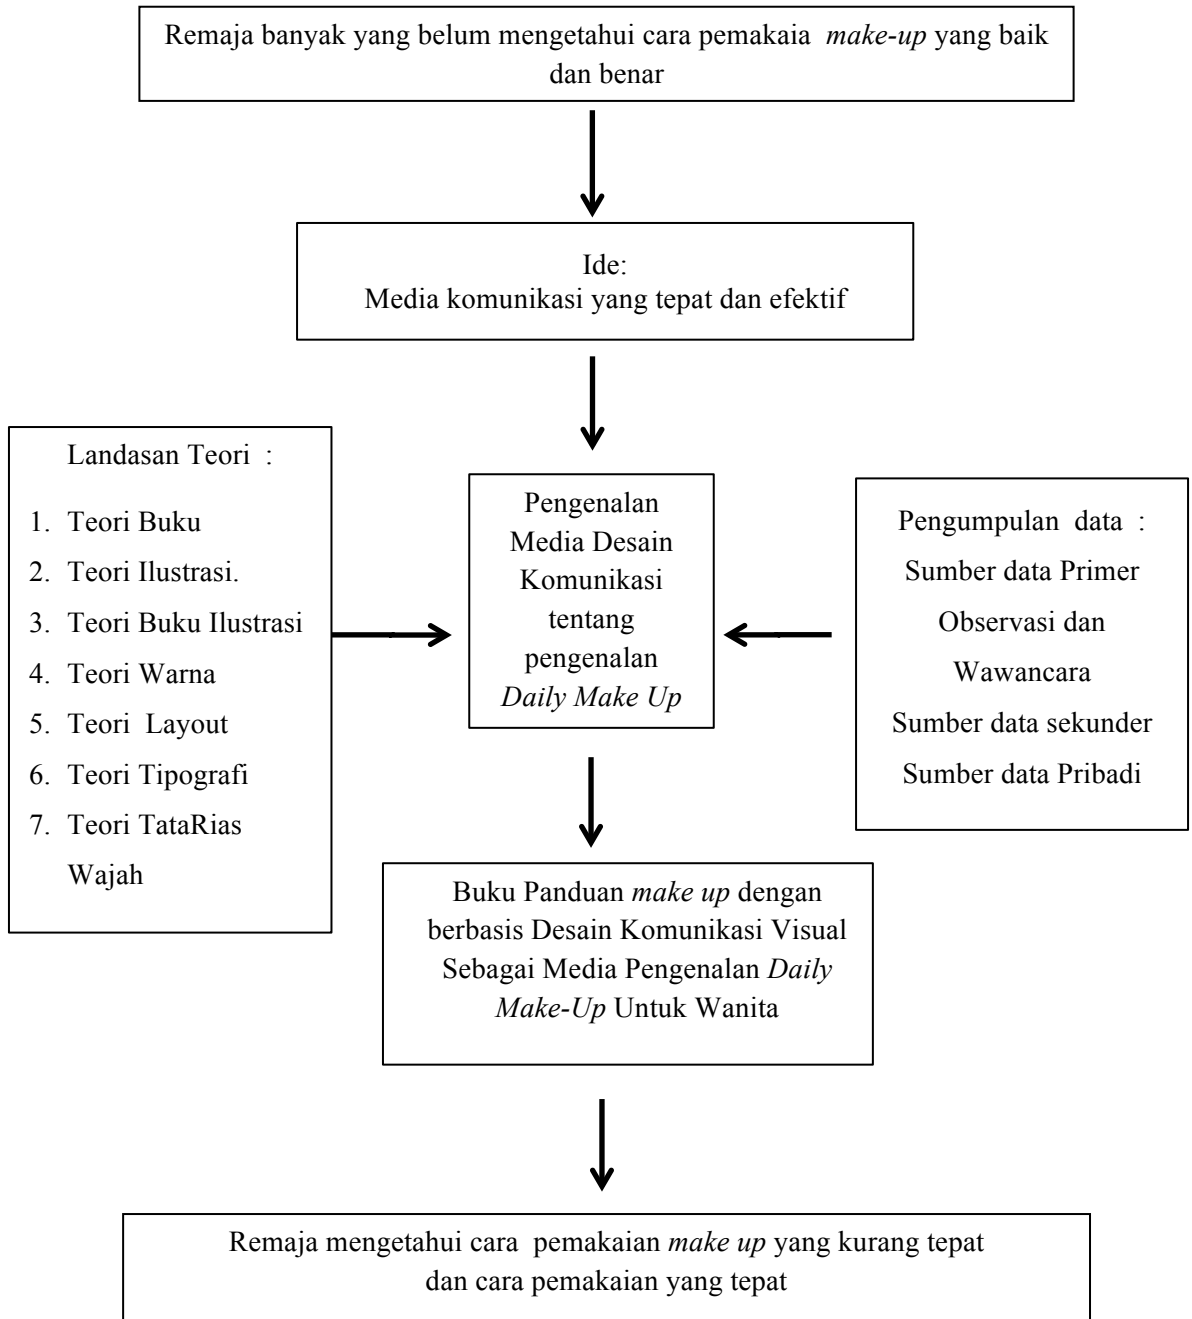 Remaja banyak yang belum mengetahui cara pemakaia make-up yang baik
dan benar
Ide:
Media komunikasi yang tepat dan efektif
Landasan Teori :
1. Teori Buku
2. Teori Ilustrasi.
3. Teori Buku Ilustrasi
4. Teori Warna
5. Teori Layout
6. Teori Tipografi
7. Teori TataRias
Wajah
Pengenalan
Media Desain
Komunikasi
tentang
pengenalan
Daily Make Up
Pengumpulan data :
Sumber data Primer
Observasi dan
Wawancara
Sumber data sekunder
Sumber data Pribadi
Buku Panduan make up dengan
berbasis Desain Komunikasi Visual
Sebagai Media Pengenalan Daily
Make-Up Untuk Wanita
Remaja mengetahui cara pemakaian make up yang kurang tepat
dan cara pemakaian yang tepat